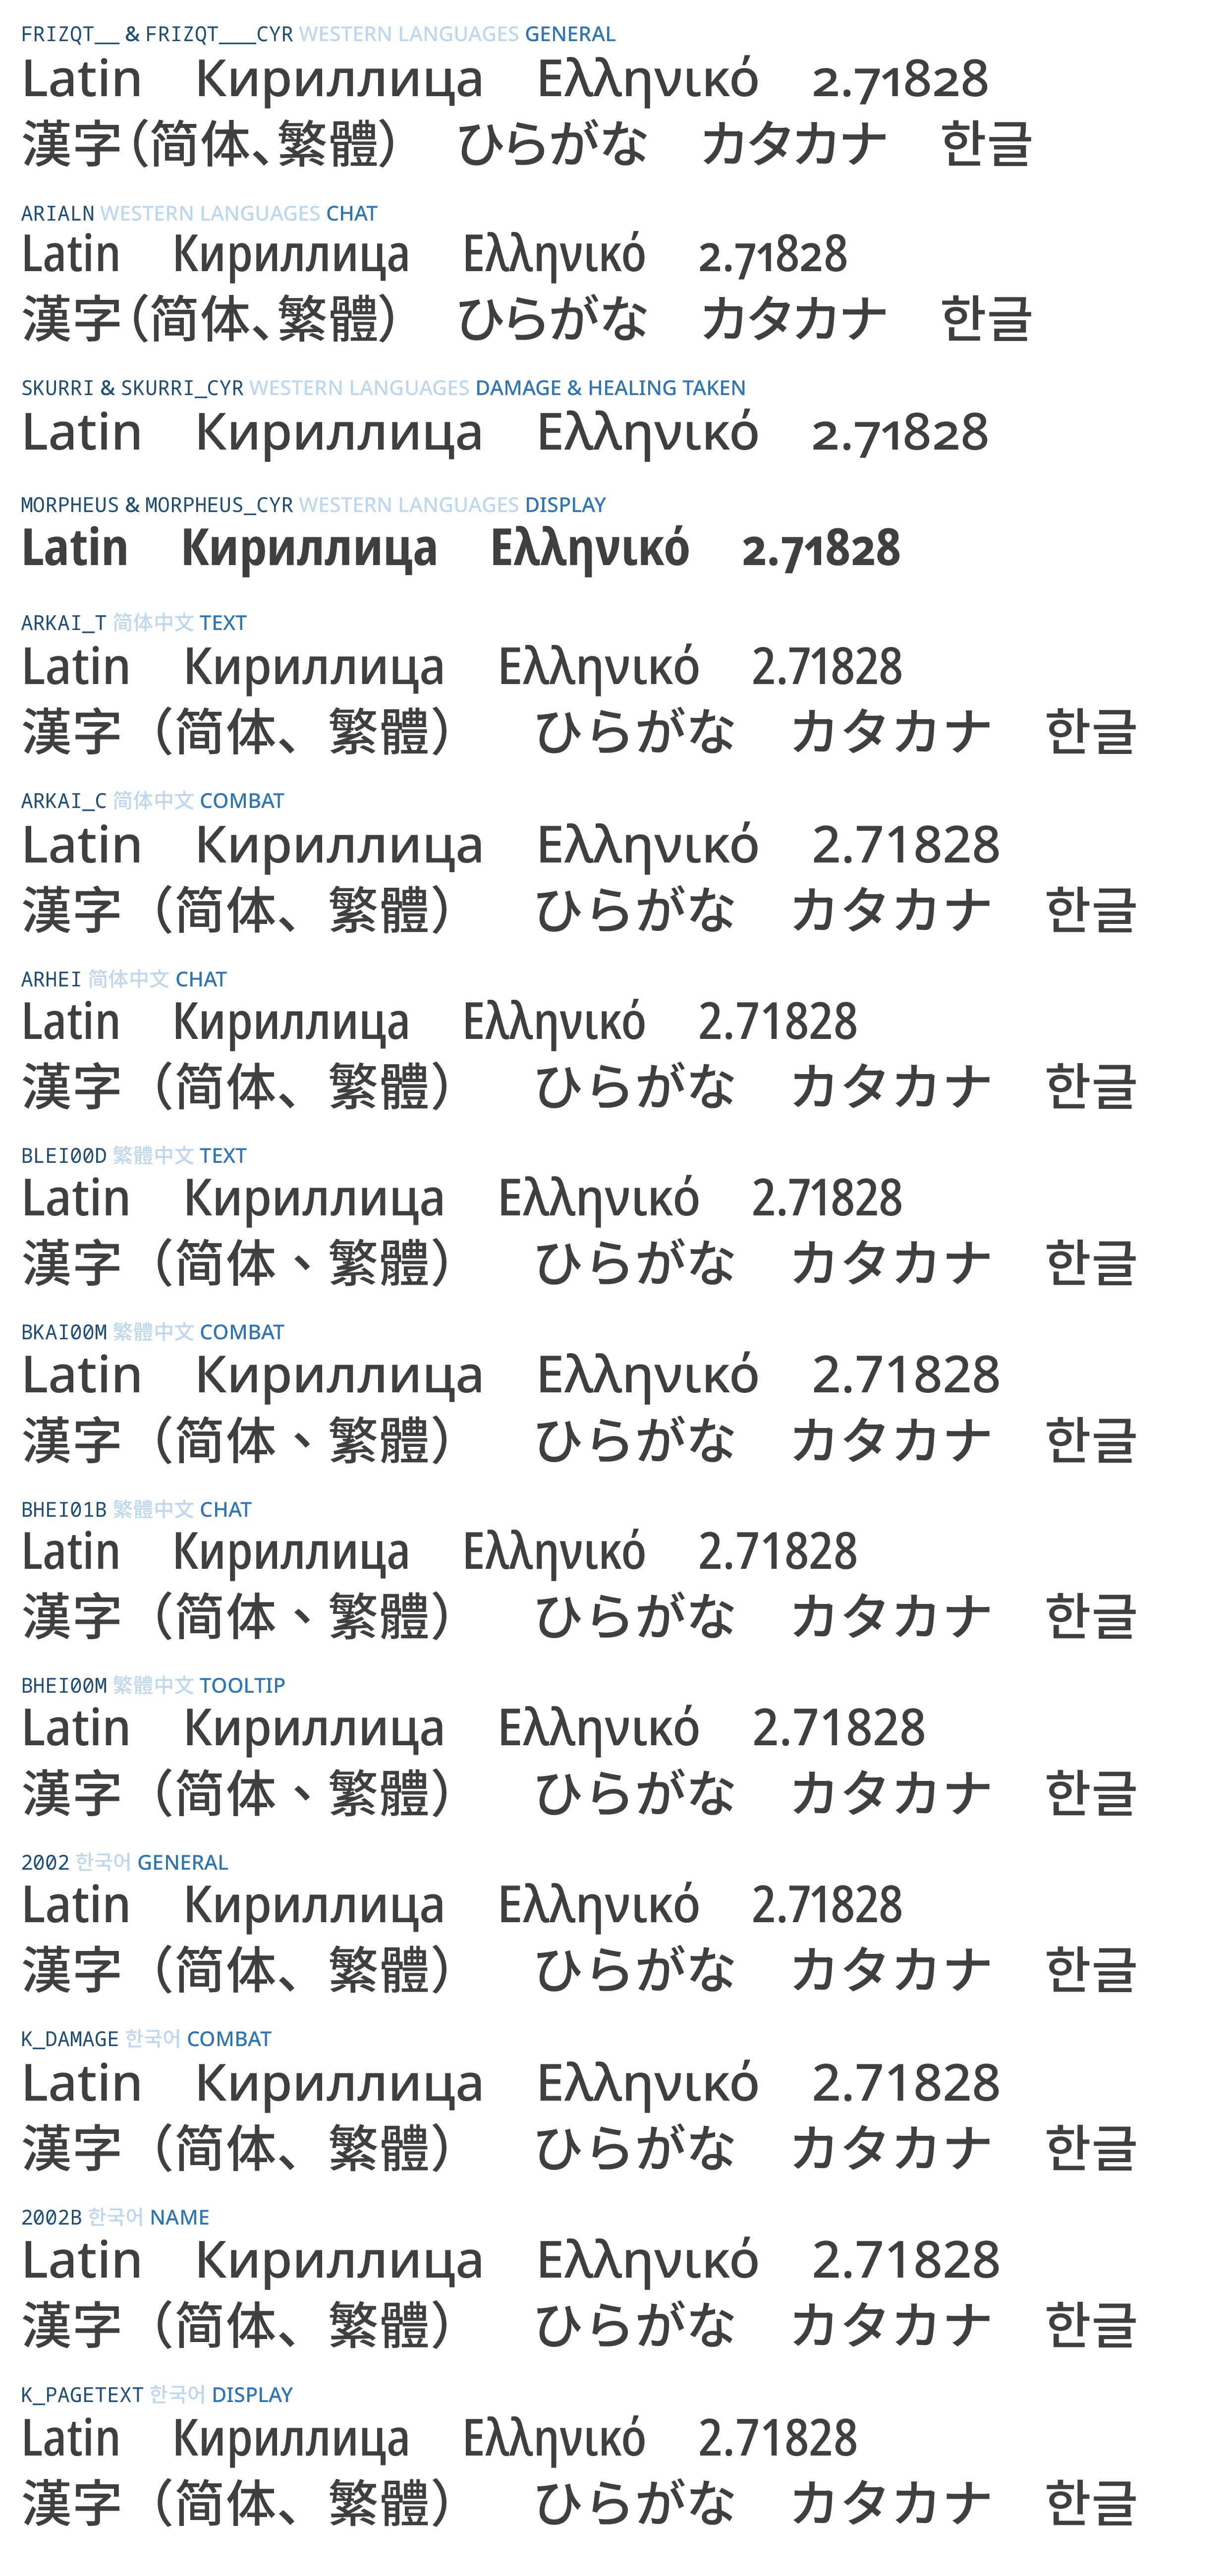 FRIZQT__ & FRIZQT___CYR WESTERN LANGUAGES GENERAL
Latin Кириллица Ελληνικό 2.71828
漢字（简体、繁體） ひらがな カタカナ 한글
ARIALN WESTERN LANGUAGES CHAT
Latin Кириллица Ελληνικό 2.71828
漢字（简体、繁體） ひらがな カタカナ 한글
SKURRI & SKURRI_CYR WESTERN LANGUAGES DAMAGE & HEALING TAKEN
Latin Кириллица Ελληνικό 2.71828
MORPHEUS & MORPHEUS_CYR WESTERN LANGUAGES DISPLAY
Latin Кириллица Ελληνικό 2.71828
ARKAI_T 简体中文 TEXT
Latin Кириллица Ελληνικό 2.71828
漢字（简体、繁體） ひらがな カタカナ 한글
ARKAI_C 简体中文 COMBAT
Latin Кириллица Ελληνικό 2.71828
漢字（简体、繁體） ひらがな カタカナ 한글
ARHEI 简体中文 CHAT
Latin Кириллица Ελληνικό 2.71828
漢字（简体、繁體） ひらがな カタカナ 한글
BLEI00D 繁體中文 TEXT
Latin Кириллица Ελληνικό 2.71828
漢字（简体、繁體） ひらがな カタカナ 한글
BKAI00M 繁體中文 COMBAT
Latin Кириллица Ελληνικό 2.71828
漢字（简体、繁體） ひらがな カタカナ 한글
BHEI01B 繁體中文 CHAT
Latin Кириллица Ελληνικό 2.71828
漢字（简体、繁體） ひらがな カタカナ 한글
BHEI00M 繁體中文 TOOLTIP
Latin Кириллица Ελληνικό 2.71828
漢字（简体、繁體） ひらがな カタカナ 한글
2002 한국어 GENERAL
Latin Кириллица Ελληνικό 2.71828
漢字（简体、繁體） ひらがな カタカナ 한글
K_DAMAGE 한국어 COMBAT
Latin Кириллица Ελληνικό 2.71828
漢字（简体、繁體） ひらがな カタカナ 한글
2002B 한국어 NAME
Latin Кириллица Ελληνικό 2.71828
漢字（简体、繁體） ひらがな カタカナ 한글
K_PAGETEXT 한국어 DISPLAY
Latin Кириллица Ελληνικό 2.71828
漢字（简体、繁體） ひらがな カタカナ 한글